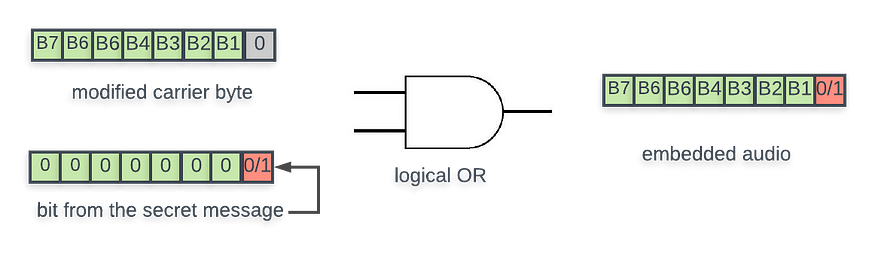 B7 B6 B6 B4 B3 B2 B1 0
modified carrier byte
0 0 0 0 0 0 0 0/1
bit from the secret message
logical OR
B7 B6 B6 B4 B3 B2 B1 0/1
embedded audio